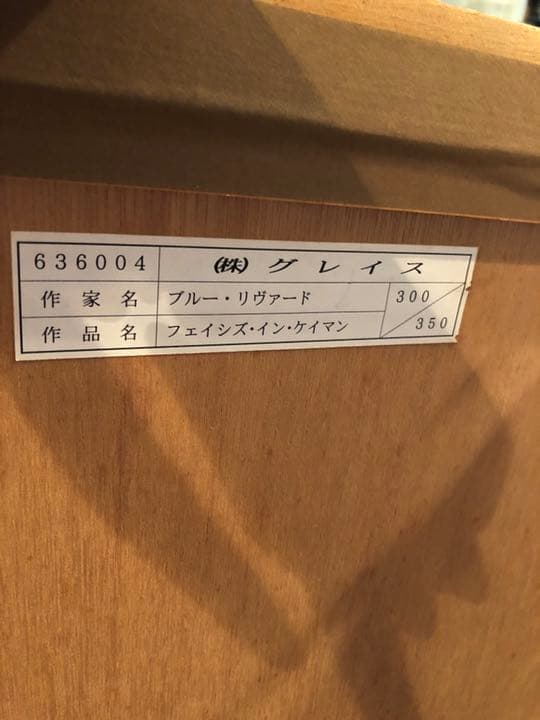 636004 ㈱グレイス
作家名 ブルー・リヴァード 300
作品名 フェイシズ・イン・ケイマン 350